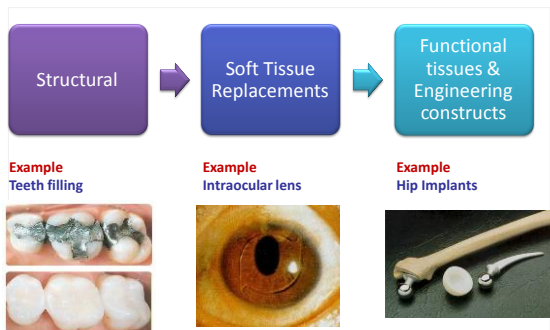 Structural
Soft Tissue
Replacements
Functional
tissues &
Engineering
constructs
Example
Teeth filling
Example
Intraocular lens
Example
Hip Implants